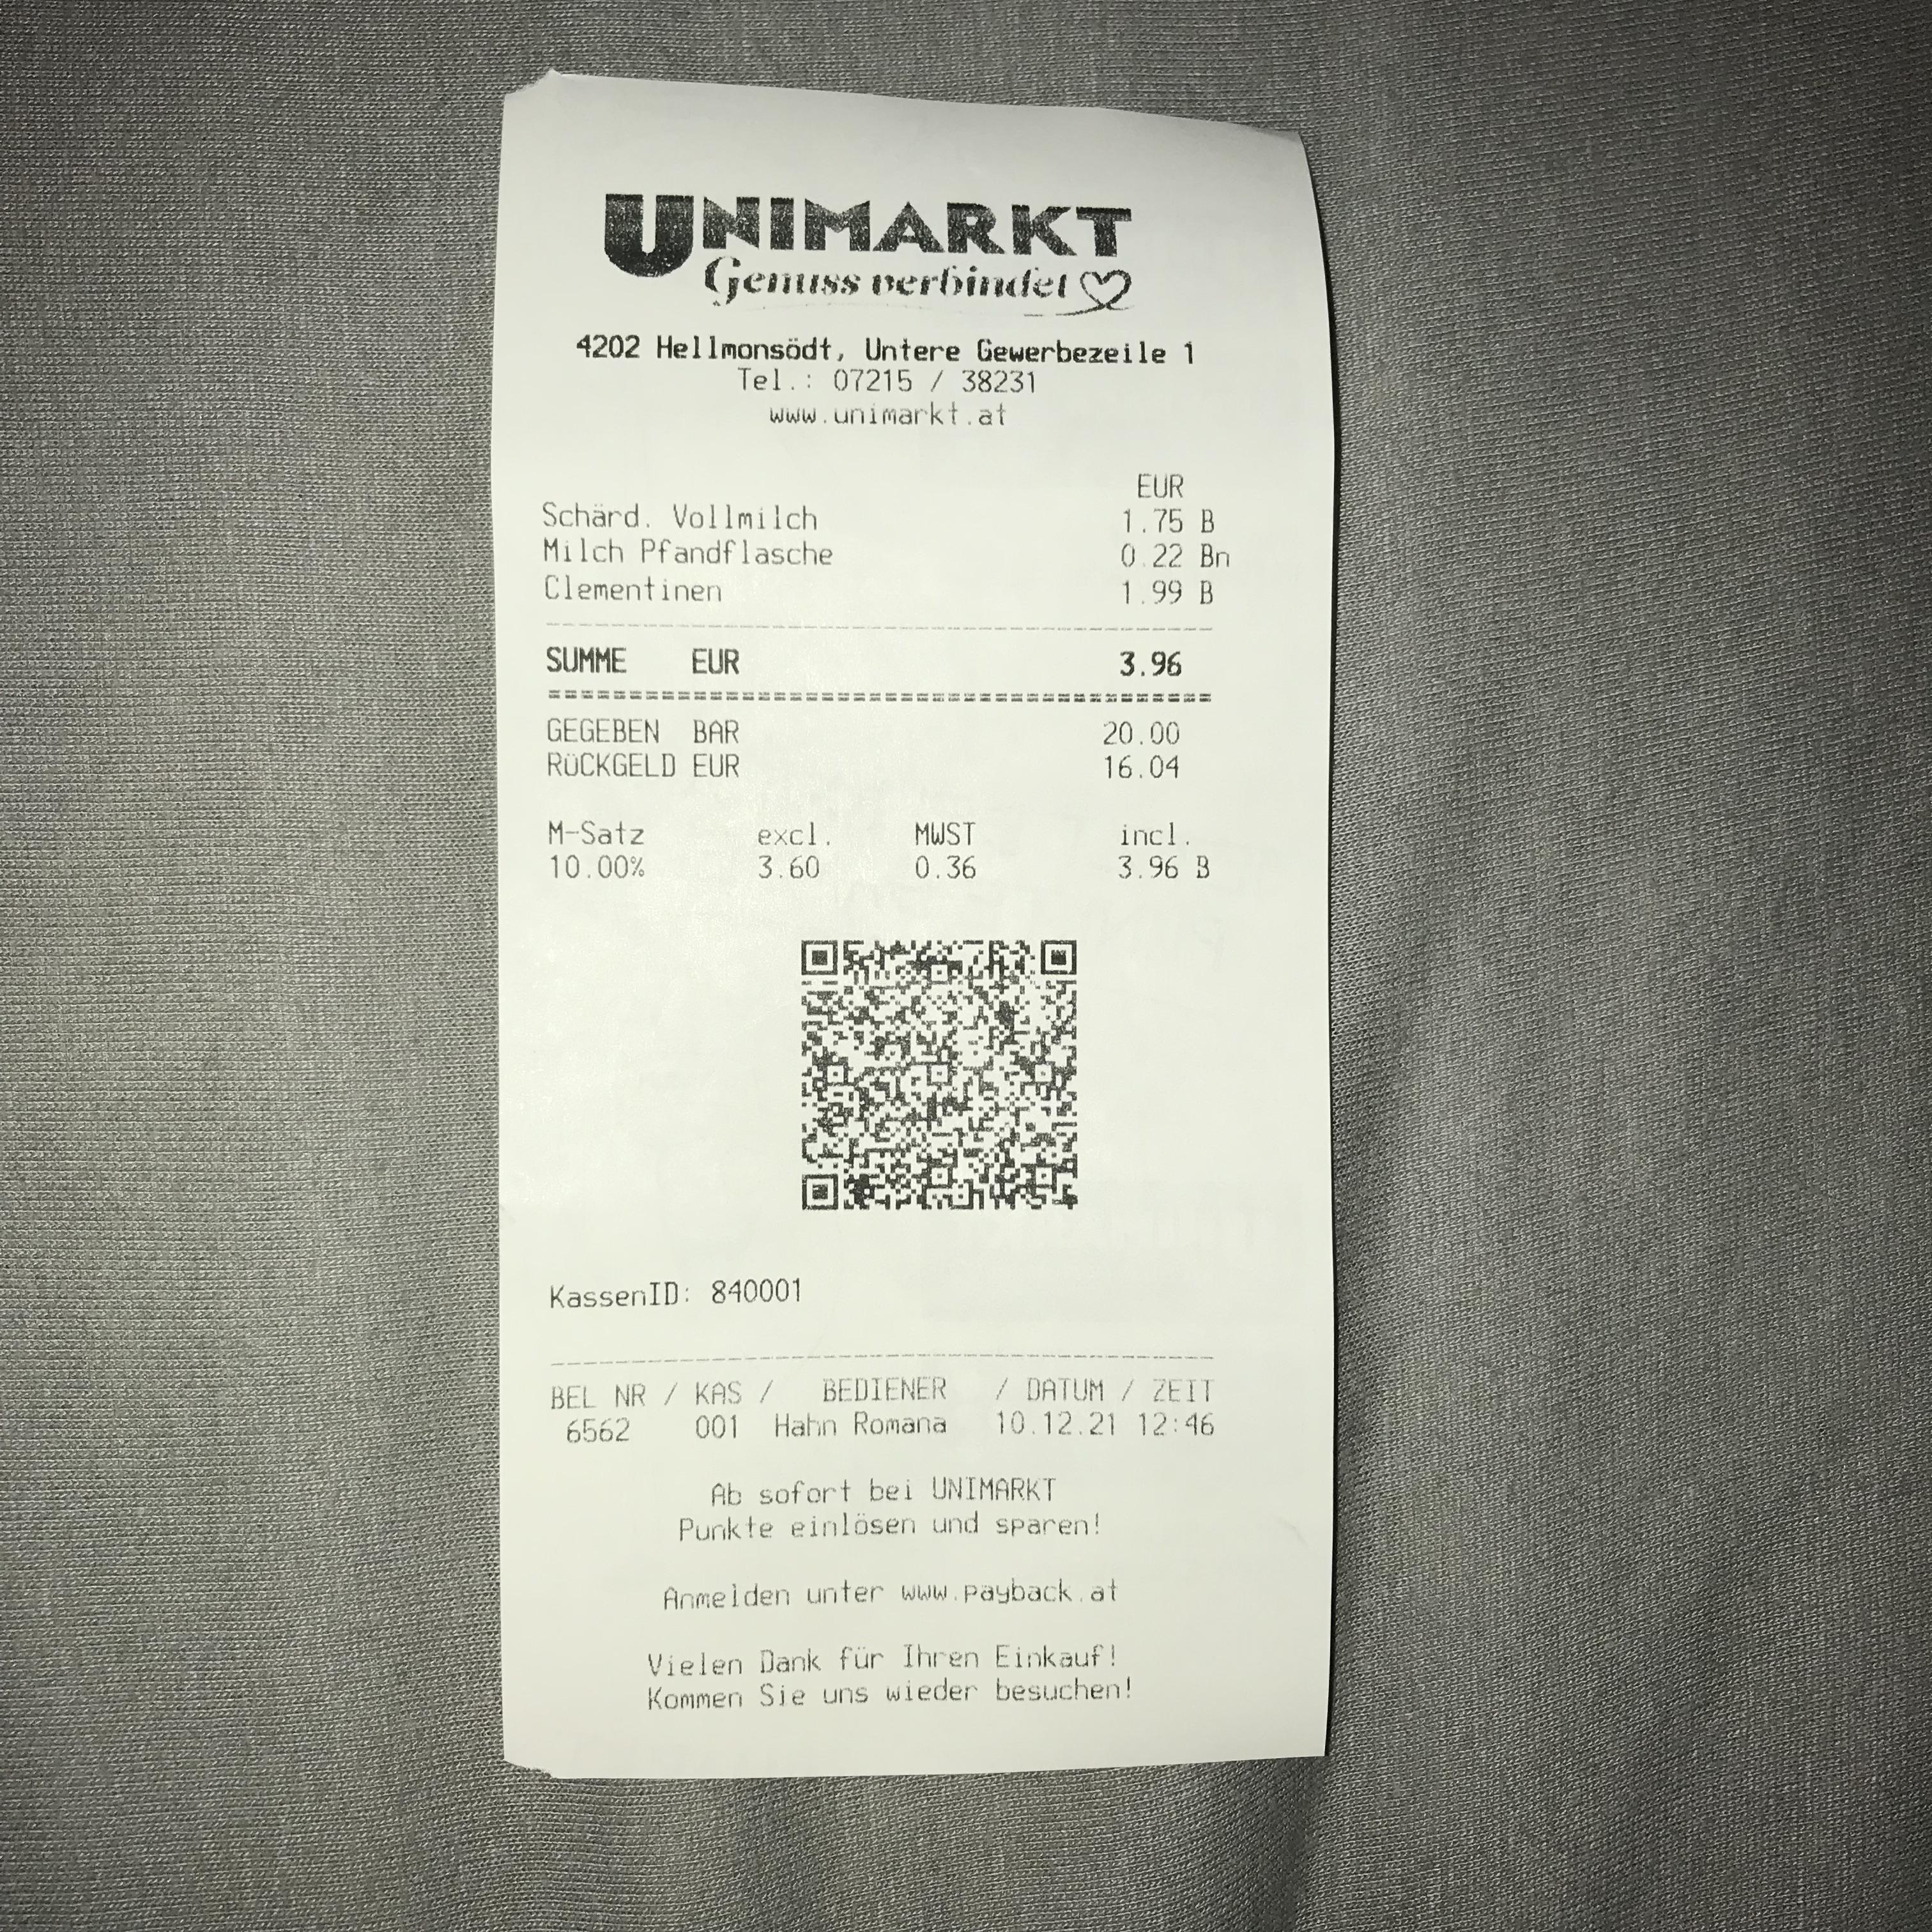 UNIMARKT
Genuss verbindet
4202 Hellmonsödt, Untere Gewerbezeile 1
Tel.: 07215 / 38231
www.unimarkt.at
EUR
Schärd. Vollmilch 1.75 B
Milch Pfandflasche 0.22 Bn
Clementinen 1.99 B
SUMME EUR 3.96
GEGEBEN BAR 20.00
RÜCKGELD EUR 16.04
M-Satz excl. MWST incl.
10.00% 3.60 0.36 3.96 B
KassenID: 840001
BEL NR / KAS / BEDIENER / DATUM / ZEIT
6562 001 Hahn Romana 10.12.21 12:46
Ab sofort bei UNIMARKT
Punkte einlösen und sparen!
Anmelden unter www.payback.at
Vielen Dank für Ihren Einkauf!
Kommen Sie uns wieder besuchen!